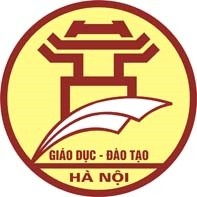 GIÁO DỤC - ĐÀO TẠO
HÀ NỘI